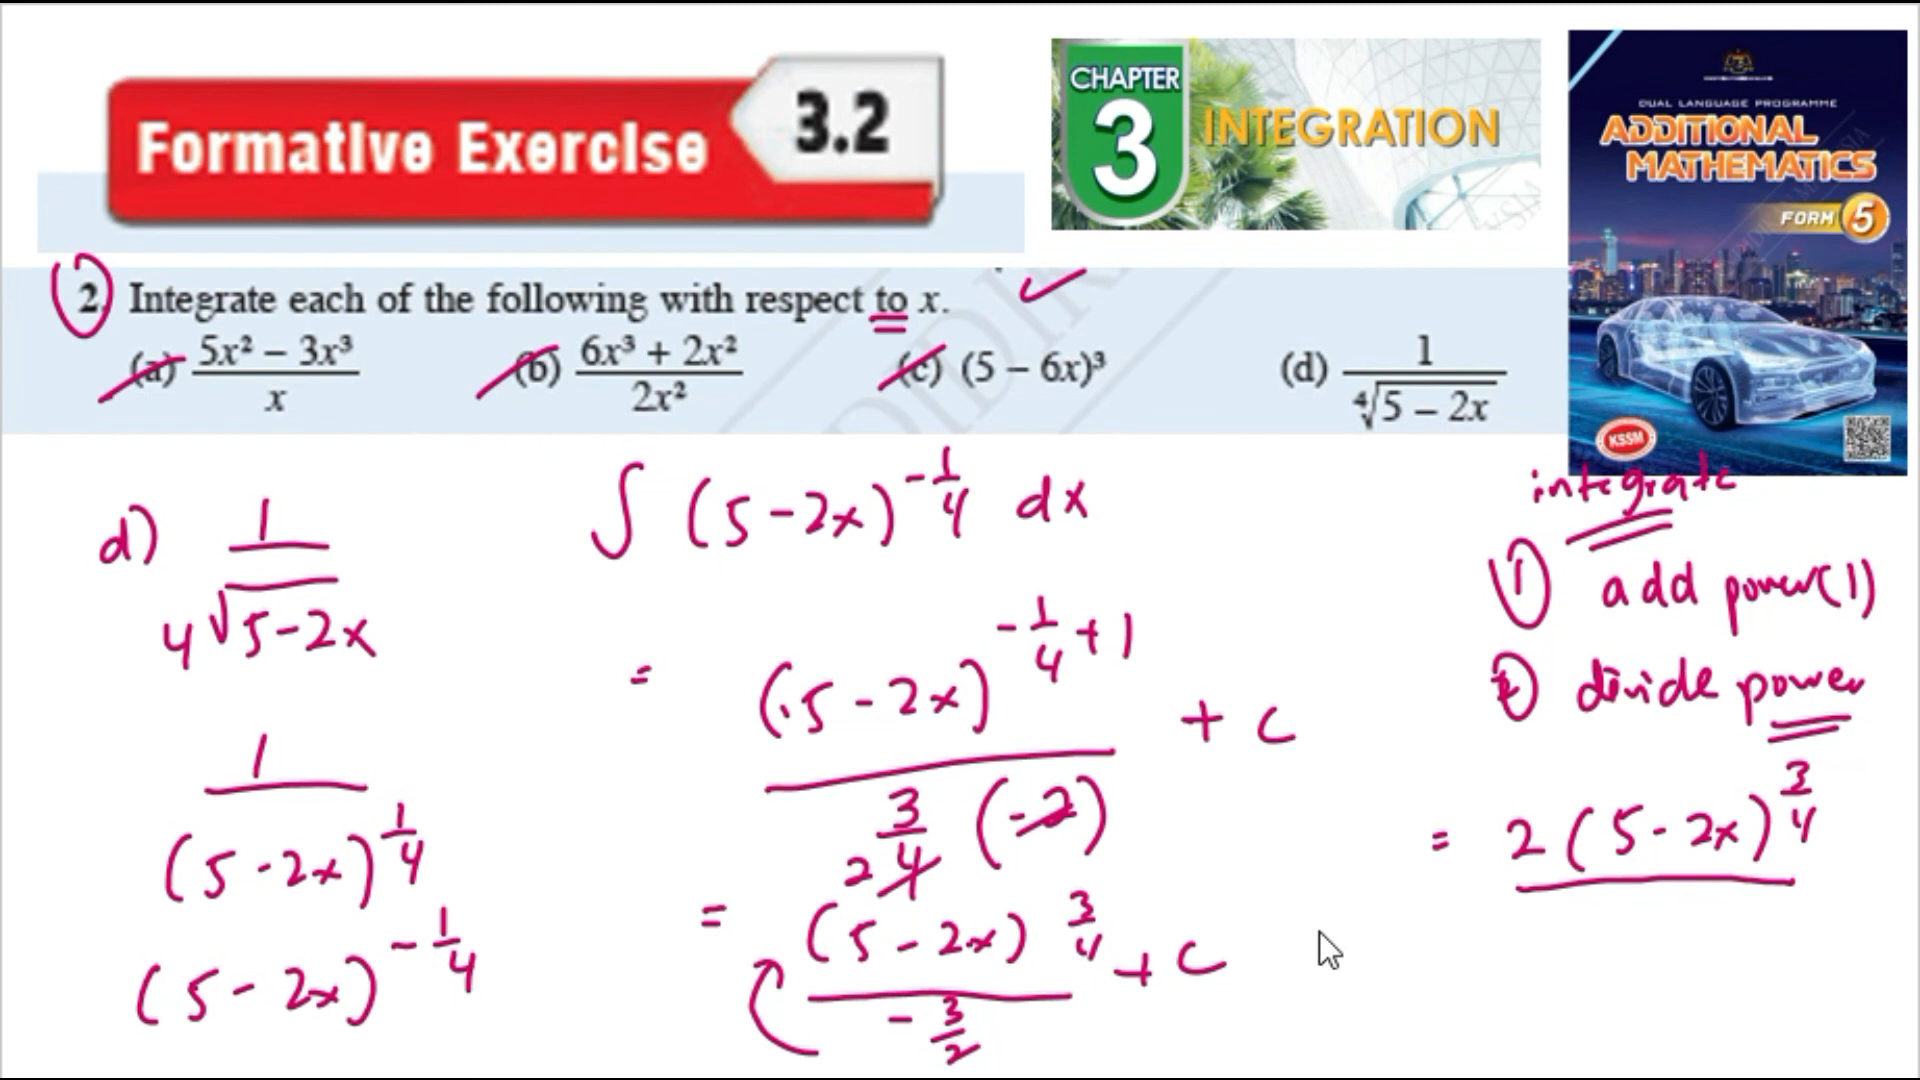 Formative Exercise 3.2
CHAPTER 3 INTEGRATION
DUAL LANGUAGE PROGRAMME
ADDITIONAL
MATHEMATICS
FORM 5
KSSM
2. Integrate each of the following with respect to x.
(a) 5x² – 3x³ / x (b) 6x³ + 2x² / 2x² (c) (5 – 6x)³ (d) 1 / ⁴√5 – 2x
d) 1 / 4√5-2x
1 / (5-2x)^1/4
(5-2x)^-1/4
∫ (5-2x)^-1/4 dx
= (5-2x)^-1/4+1 / 3/4 (-2) + c
2
= (5-2x)^3/4 / -3/2 + c
integrate
① add power(1)
② divide power
= 2(5-2x)^3/4